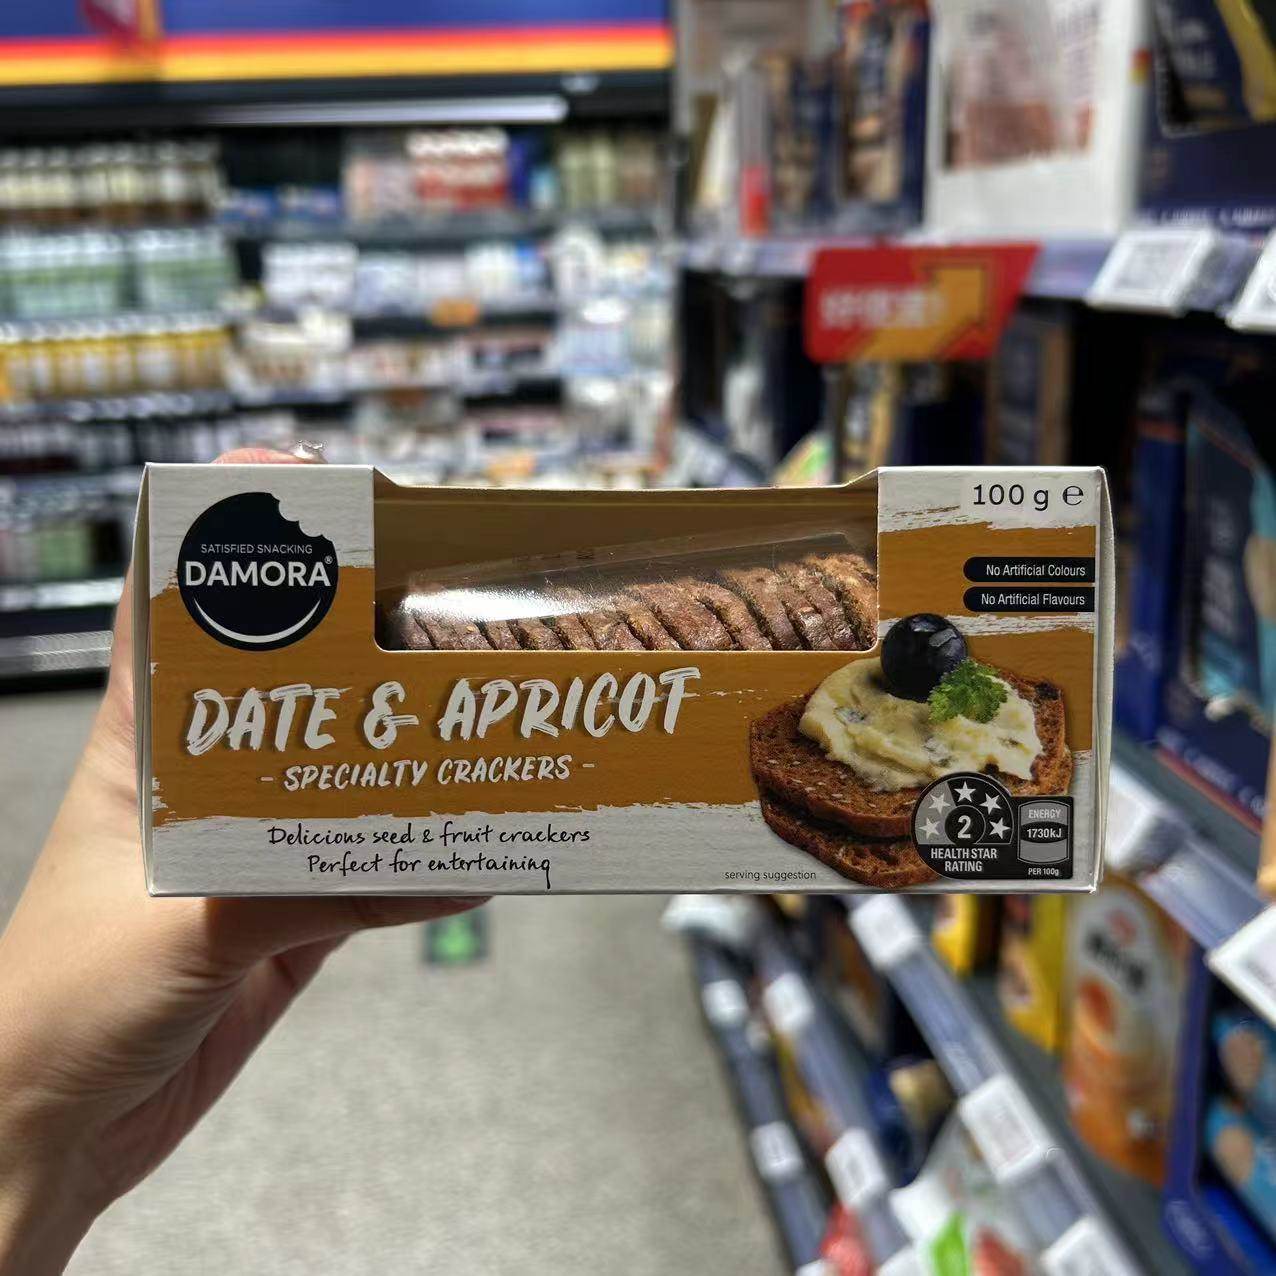 SATISFIED SNACKING
DAMORA®
100 g ℮
No Artificial Colours
No Artificial Flavours
DATE & APRICOT
- SPECIALTY CRACKERS -
Delicious seed & fruit crackers
Perfect for entertaining
serving suggestion
2
HEALTH STAR
RATING
ENERGY
1730kJ
PER 100g